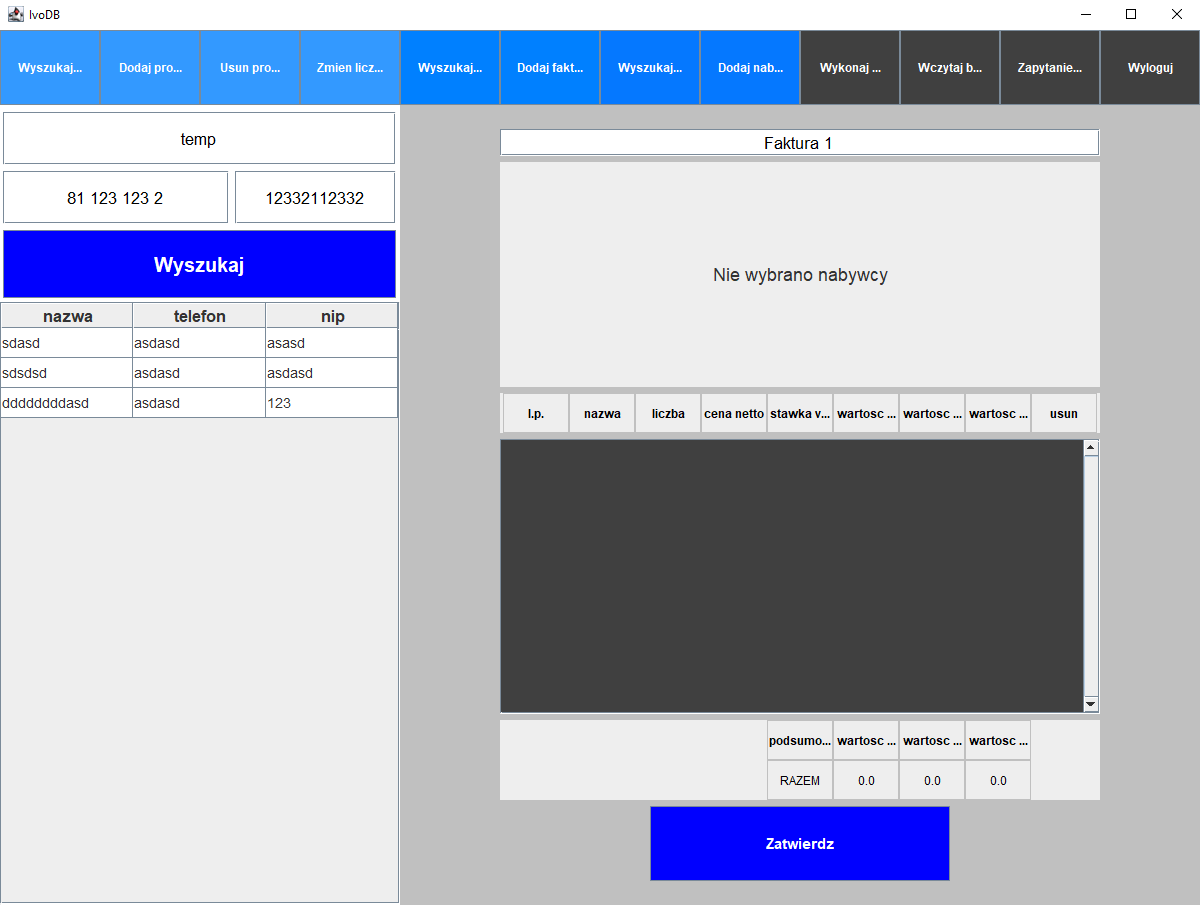 IvoDB
Wyszukaj... Dodaj pro... Usun pro... Zmien licz... Wyszukaj... Dodaj fakt... Wyszukaj... Dodaj nab... Wykonaj ... Wczytaj b... Zapytanie... Wyloguj
temp
81 123 123 2 12332112332
Wyszukaj
nazwa telefon nip
sdasd asdasd asasd
sdsdsd asdasd asdasd
ddddddddasd asdasd 123
Faktura 1
Nie wybrano nabywcy
l.p. nazwa liczba cena netto stawka v... wartosc ... wartosc ... wartosc ... usun
podsumo... wartosc ... wartosc ... wartosc ...
RAZEM 0.0 0.0 0.0
Zatwierdz